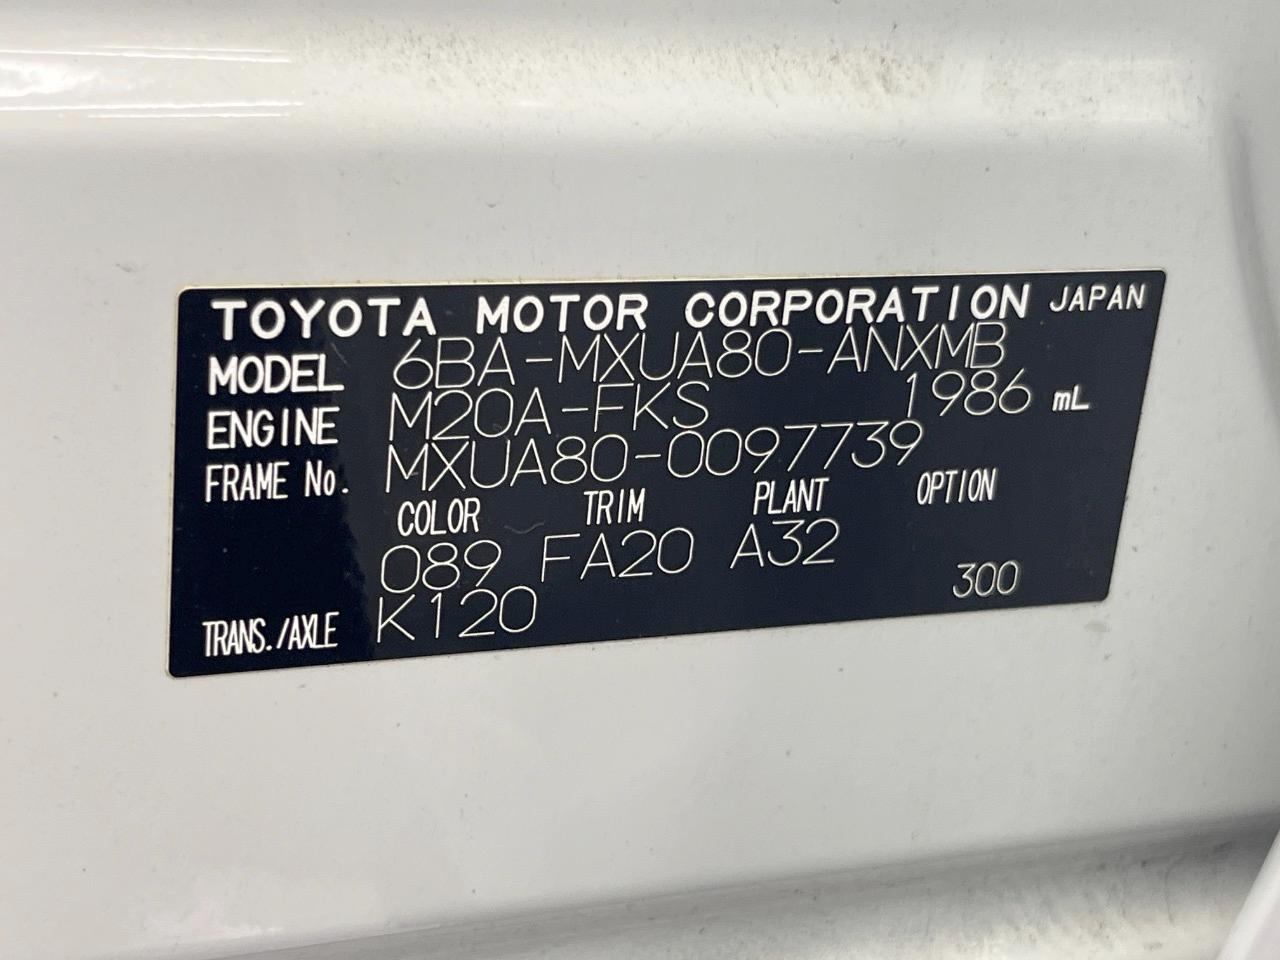 TOYOTA MOTOR CORPORATION JAPAN
MODEL 6BA-MXUA80-ANXMB
ENGINE M20A-FKS 1986 mL
FRAME No. MXUA80-0097739
COLOR TRIM PLANT OPTION
089 FA20 A32
TRANS./AXLE K120 300